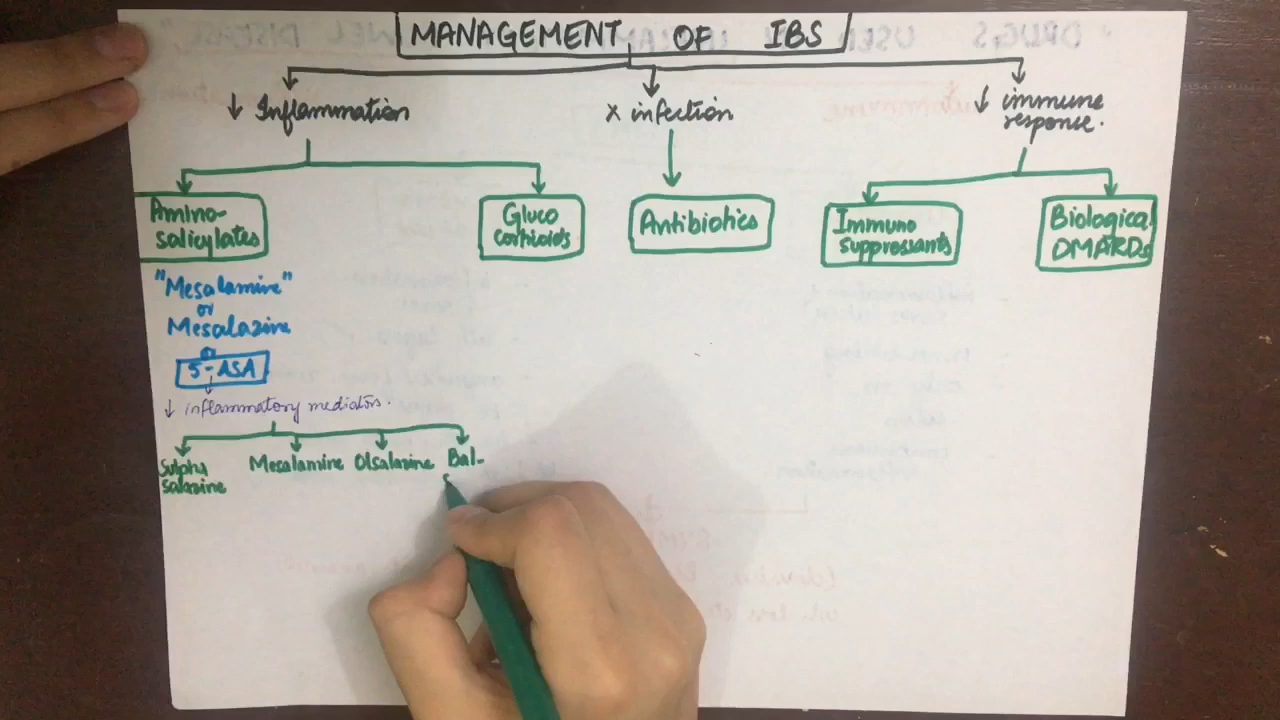 MANAGEMENT OF IBS
↓ Inflammation
x infection
↓ immune
response.
Amino-
salicylates
Gluco
corticoids
Antibiotics
Immuno
suppressants
Biological
DMARDs
"Mesalamine"
or
Mesalazine
or
5-ASA
↓ inflammatory mediators.
Sulpha
salazine
Mesalamine
Olsalazine
Bal-